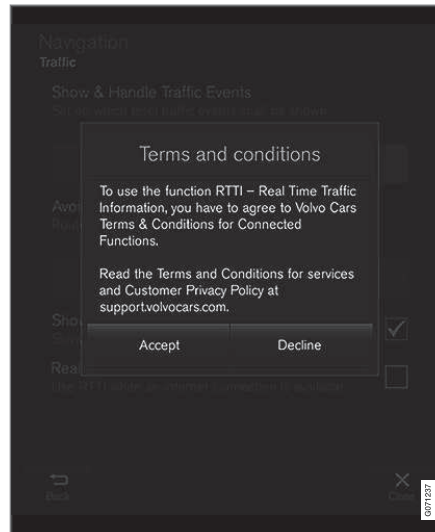 Navigation
Traffic
Show & Handle Traffic Events
Terms and conditions
To use the function RTTI – Real Time Traffic
Information, you have to agree to Volvo Cars
Terms & Conditions for Connected
Functions.
Read the Terms and Conditions for services
and Customer Privacy Policy at
support.volvocars.com.
Accept Decline
Back Close
G071237